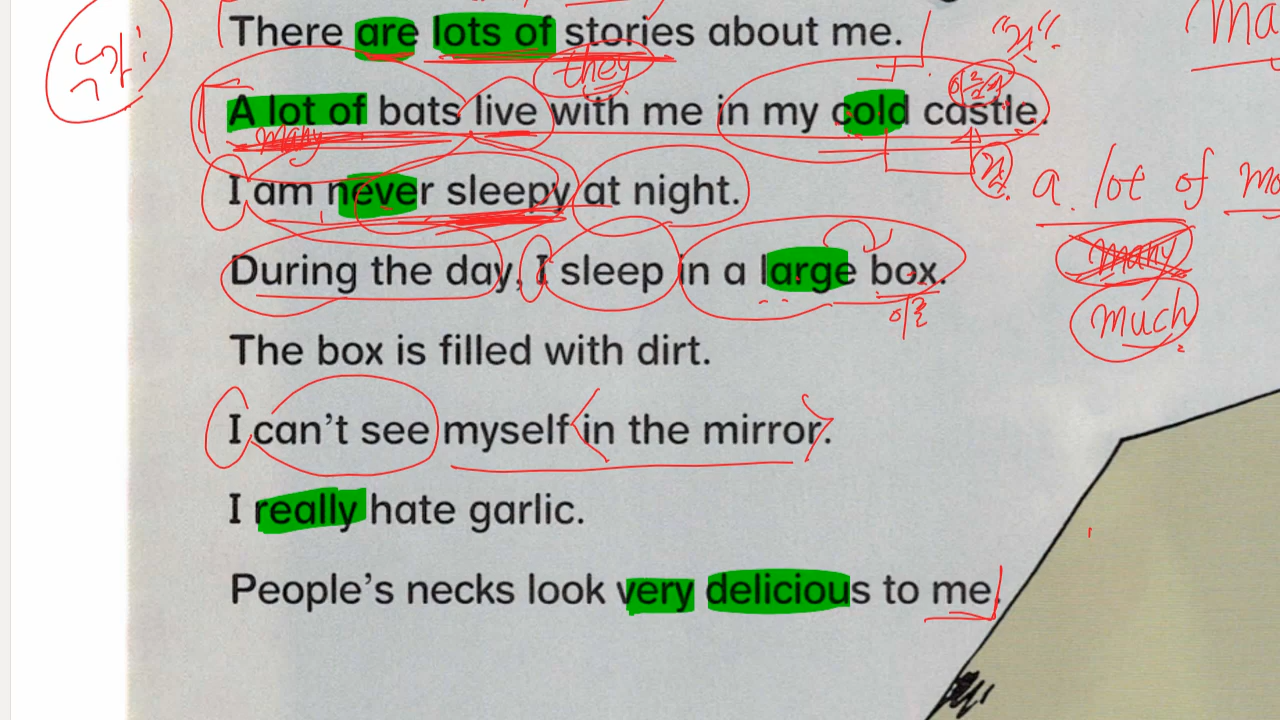 There are lots of stories about me.
they
A lot of bats live with me in my cold castle.
many
I am never sleepy at night.
a lot of
During the day, I sleep in a large box.
many
much
The box is filled with dirt.
I can't see myself in the mirror.
I really hate garlic.
People's necks look very delicious to me.